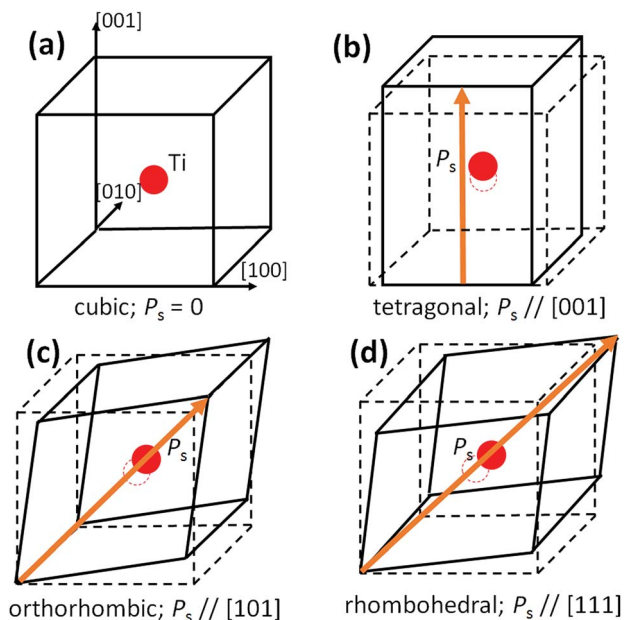 (a)
[001]
Ti
[010]
[100]
cubic; Ps = 0
(b)
Ps
tetragonal; Ps // [001]
(c)
Ps
orthorhombic; Ps // [101]
(d)
Ps
rhombohedral; Ps // [111]